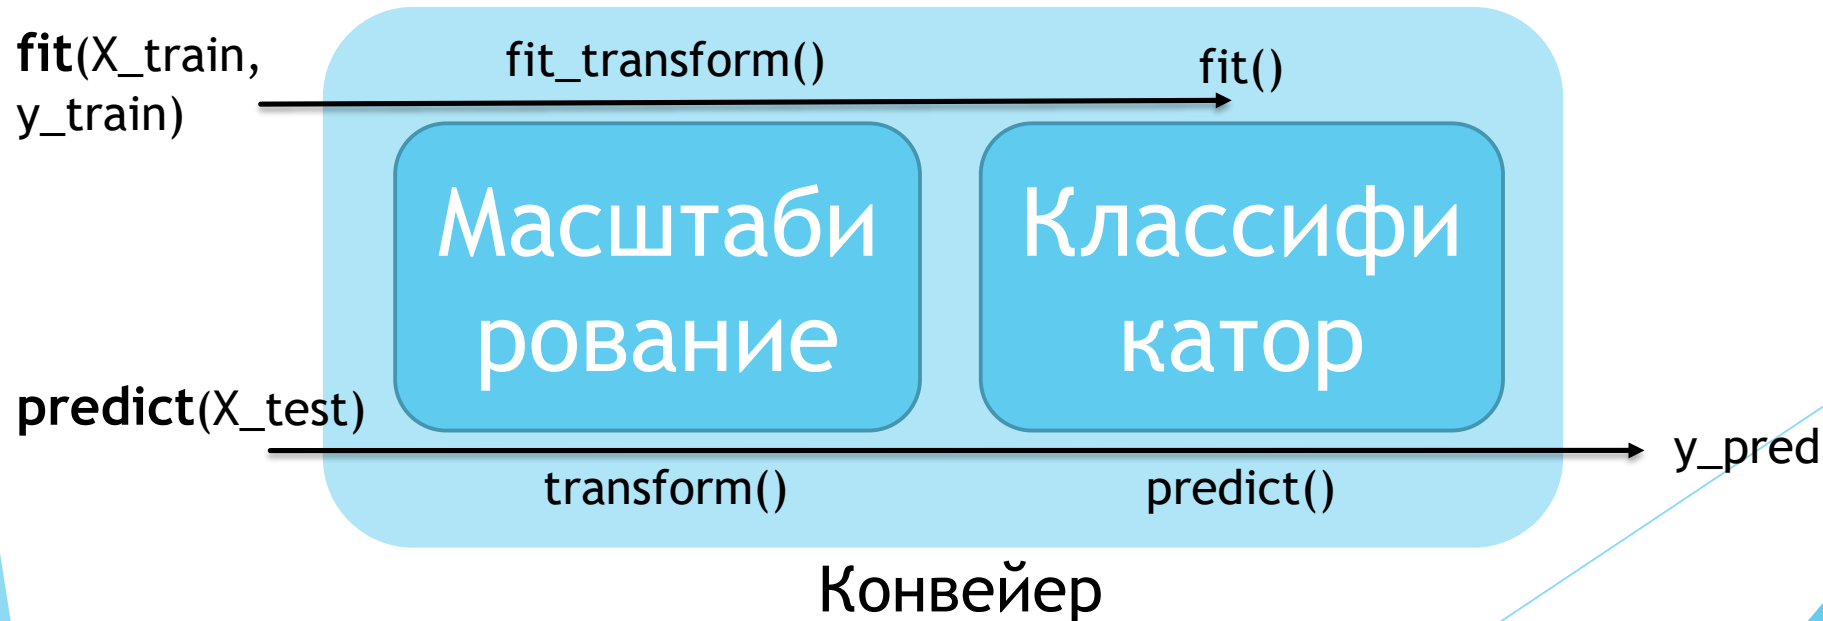 fit(X_train,
y_train)
fit_transform()
fit()
Масштаби
рование
Классифи
катор
predict(X_test)
transform()
predict()
y_pred
Конвейер